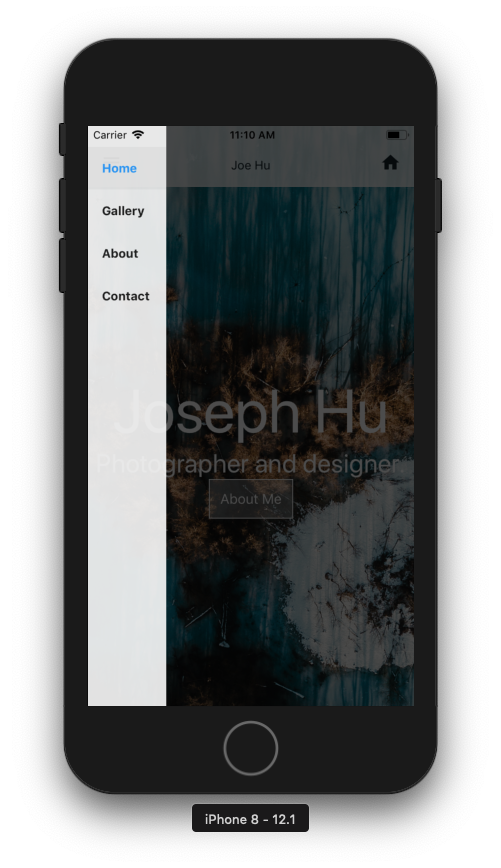 Carrier 11:10 AM
Joe Hu
Home
Gallery
About
Contact
Joseph Hu
Photographer and designer.
About Me
iPhone 8 - 12.1